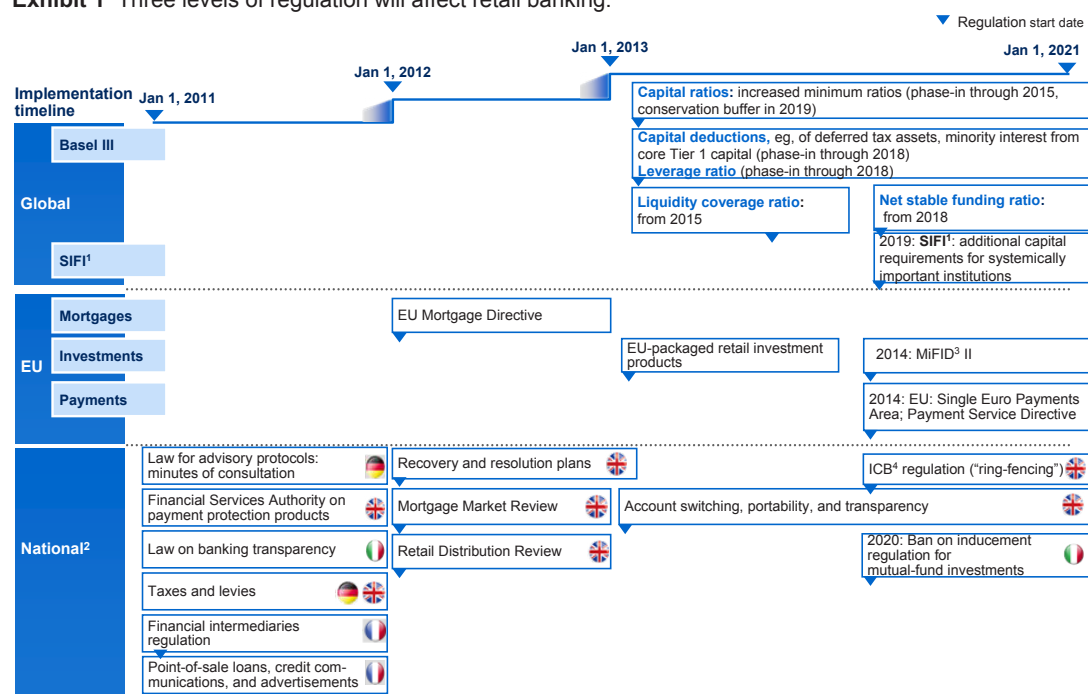 Exhibit 1 Three levels of regulation will affect retail banking.
Regulation start date
Jan 1, 2013
Jan 1, 2021
Jan 1, 2012
Implementation
timeline
Jan 1, 2011
Capital ratios: increased minimum ratios (phase-in through 2015,
conservation buffer in 2019)
Global
Basel III
Capital deductions, eg, of deferred tax assets, minority interest from
core Tier 1 capital (phase-in through 2018)
Leverage ratio (phase-in through 2018)
Liquidity coverage ratio:
from 2015
Net stable funding ratio:
from 2018
SIFI¹
2019: SIFI¹: additional capital
requirements for systemically
important institutions
EU
Mortgages
EU Mortgage Directive
Investments
EU-packaged retail investment
products
2014: MiFID³ II
Payments
2014: EU: Single Euro Payments
Area; Payment Service Directive
National²
Law for advisory protocols:
minutes of consultation
Recovery and resolution plans
ICB⁴ regulation (“ring-fencing”)
Financial Services Authority on
payment protection products
Mortgage Market Review
Account switching, portability, and transparency
Law on banking transparency
Retail Distribution Review
2020: Ban on inducement
regulation for
mutual-fund investments
Taxes and levies
Financial intermediaries
regulation
Point-of-sale loans, credit com-
munications, and advertisements